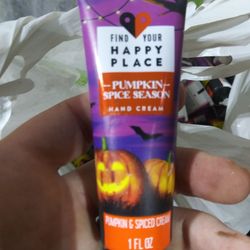 FIND YOUR
HAPPY
PLACE
PUMPKIN
SPICE SEASON
HAND CREAM
PUMPKIN & SPICED CREAM
1 FL OZ